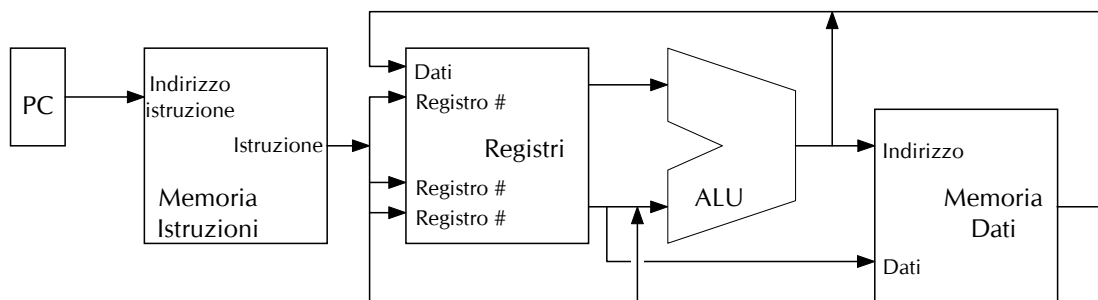 PC
Indirizzo
istruzione
Istruzione
Memoria
Istruzioni
Dati
Registro #
Registri
Registro #
Registro #
ALU
Indirizzo
Memoria
Dati
Dati